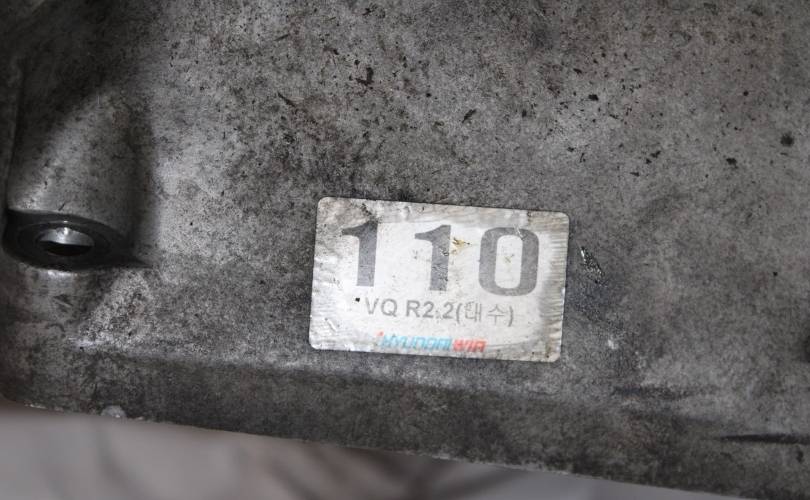 110
VQ R2.2(태수)
HYUNDAI WIA